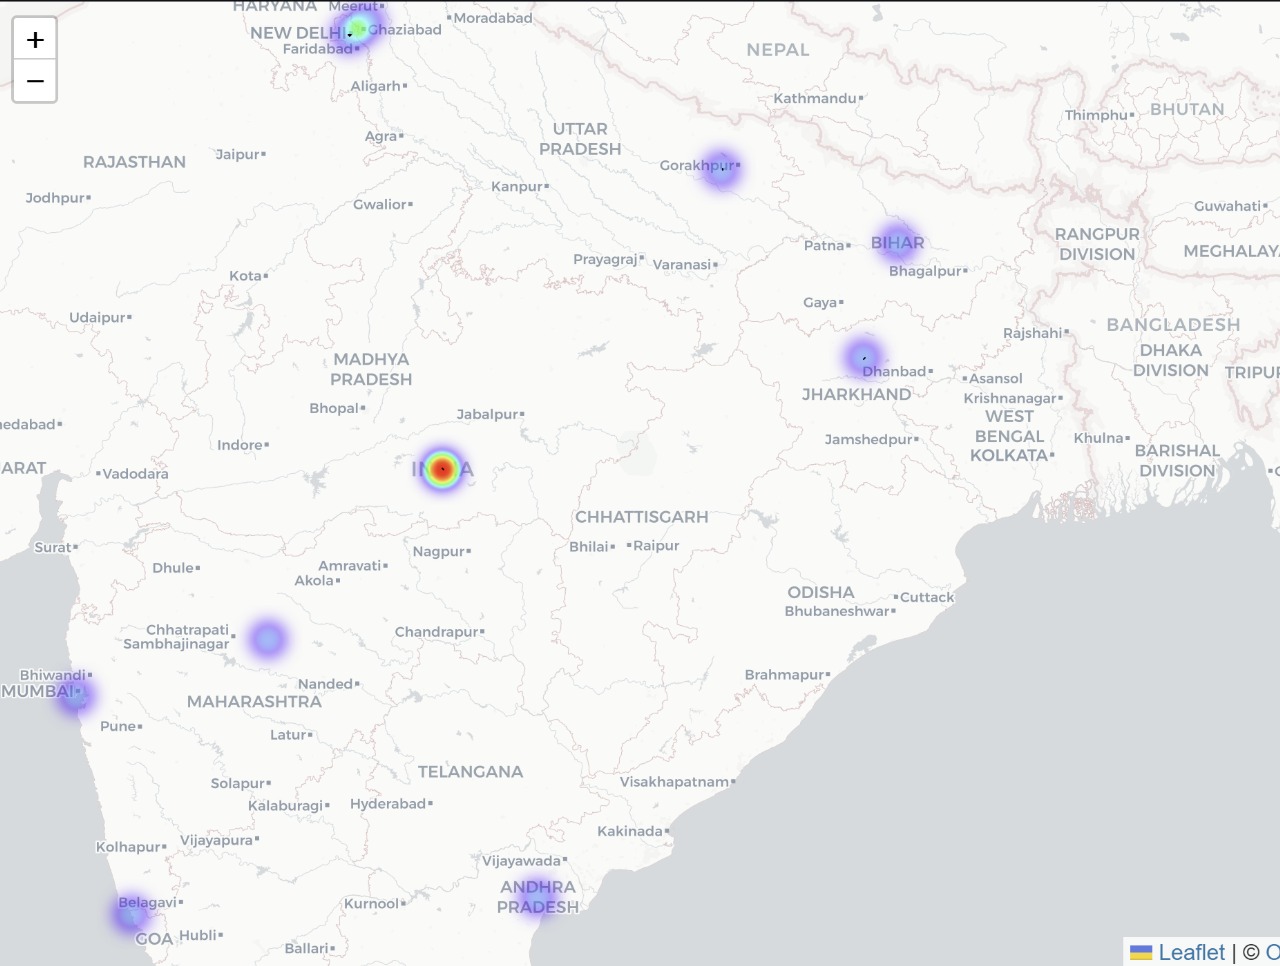 +
−
HARYANA
Meerut
Moradabad
NEW DELHI
Ghaziabad
Faridabad
NEPAL
Aligarh
Kathmandu
BHUTAN
Thimphu
UTTAR
PRADESH
Agra
RAJASTHAN
Jaipur
Gorakhpur
Kanpur
Jodhpur
Gwalior
Guwahati
RANGPUR
DIVISION
Patna
BIHAR
MEGHALAYA
Prayagraj
Varanasi
Bhagalpur
Kota
Gaya
Udaipur
Rajshahi
BANGLADESH
DHAKA
DIVISION
MADHYA
PRADESH
Dhanbad
Asansol
TRIPUR
JHARKHAND
Krishnanagar
Bhopal
Jabalpur
WEST
BENGAL
KOLKATA
nedabad
Indore
Jamshedpur
Khulna
BARISHAL
DIVISION
ARAT
Vadodara
INDIA
CHHATTISGARH
Surat
Nagpur
Bhilai
Raipur
Dhule
Amravati
Akola
ODISHA
Cuttack
Bhubaneshwar
Chhatrapati
Sambhajinagar
Chandrapur
Bhiwandi
MUMBAI
Brahmapur
Nanded
MAHARASHTRA
Pune
Latur
TELANGANA
Solapur
Visakhapatnam
Kalaburagi
Hyderabad
Kakinada
Kolhapur
Vijayapura
Vijayawada
ANDHRA
PRADESH
Belagavi
Kurnool
GOA
Hubli
Ballari
Leaflet | © O